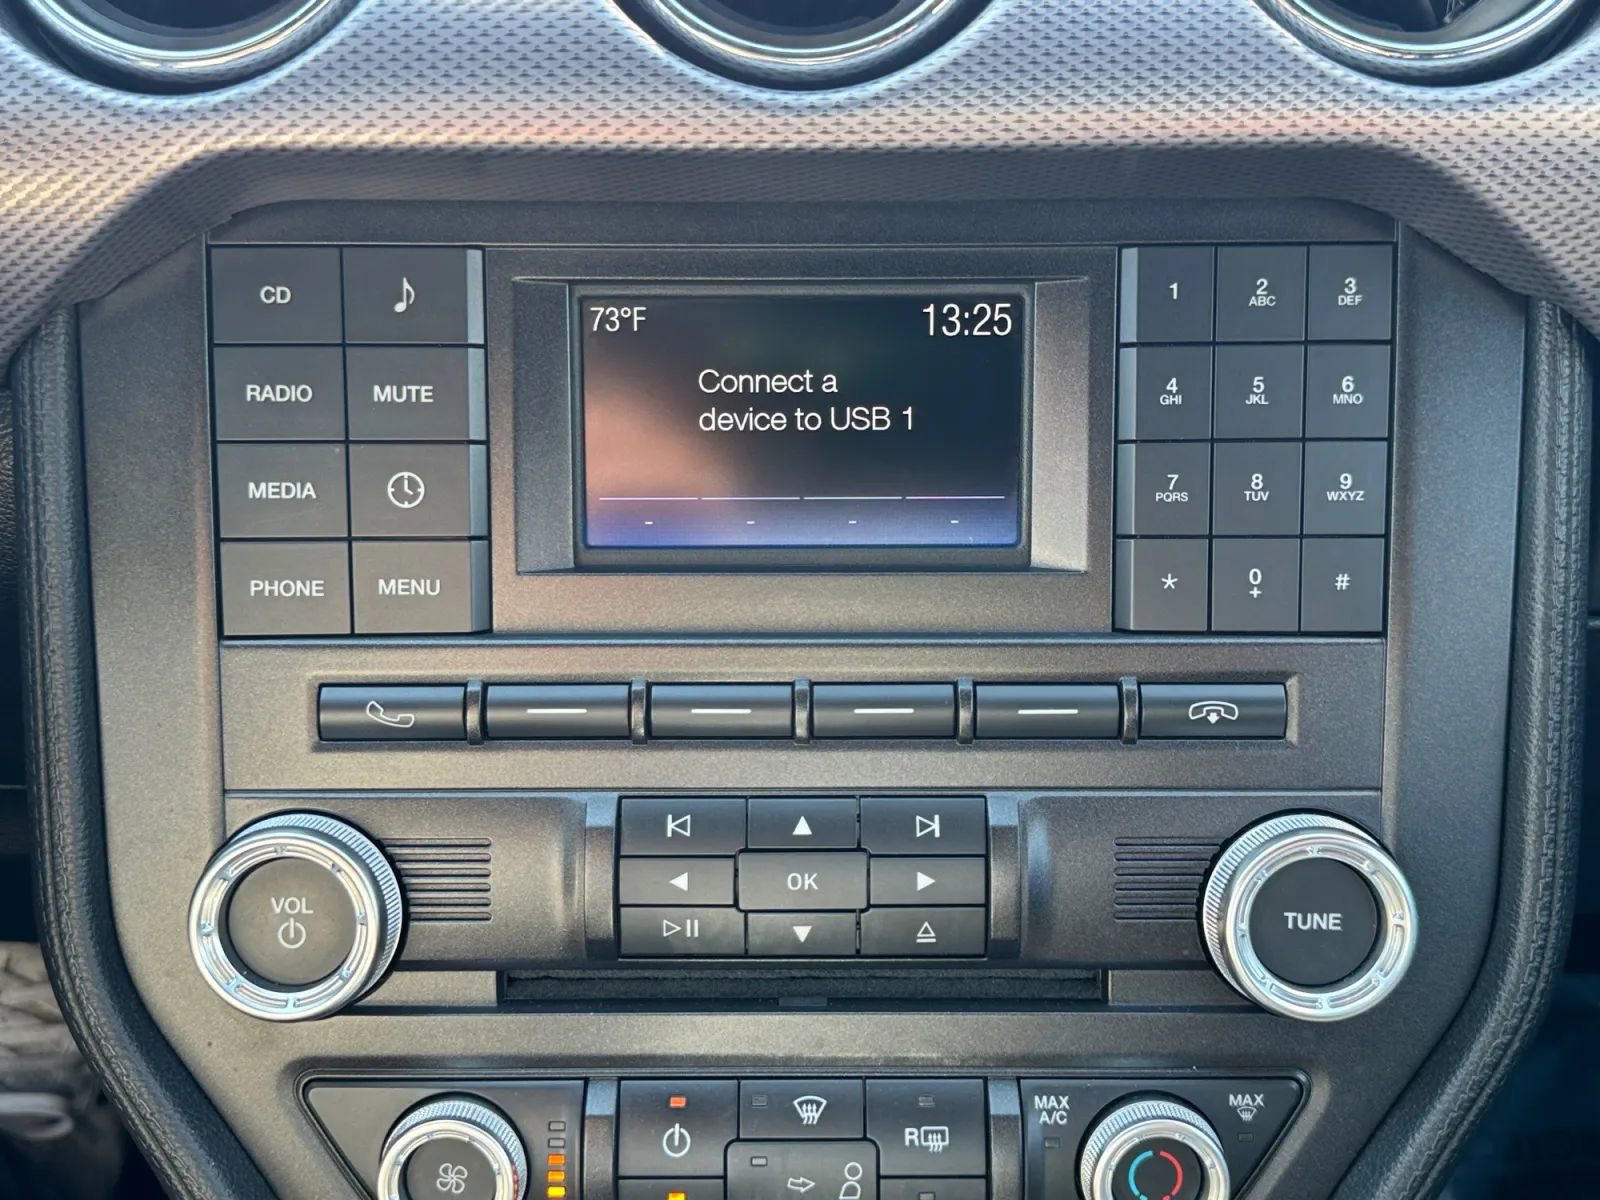 73°F
13:25
Connect a
device to USB 1
CD
RADIO
MUTE
MEDIA
PHONE
MENU
1
2
ABC
3
DEF
4
GHI
5
JKL
6
MNO
7
PQRS
8
TUV
9
WXYZ
*
0
+
#
VOL
OK
TUNE
R
MAX
A/C
MAX